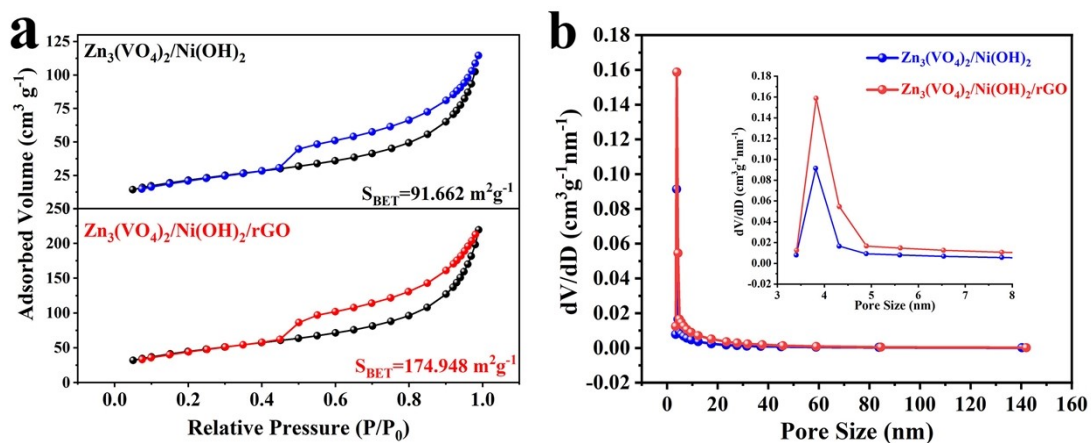 a
Zn₃(VO₄)₂/Ni(OH)₂
S_BET=91.662 m²g⁻¹
Zn₃(VO₄)₂/Ni(OH)₂/rGO
S_BET=174.948 m²g⁻¹
Adsorbed Volume (cm³ g⁻¹)
125
100
75
50
25
250
200
150
100
50
0
0.0 0.2 0.4 0.6 0.8 1.0
Relative Pressure (P/P₀)
b
Zn₃(VO₄)₂/Ni(OH)₂
Zn₃(VO₄)₂/Ni(OH)₂/rGO
dV/dD (cm³g⁻¹nm⁻¹)
0.18
0.16
0.14
0.12
0.10
0.08
0.06
0.04
0.02
0.00
-0.02
0 20 40 60 80 100 120 140 160
Pore Size (nm)
dV/dD (cm³g⁻¹nm⁻¹)
0.18
0.16
0.14
0.12
0.10
0.08
0.06
0.04
0.02
0.00
-0.02
3 4 5 6 7 8
Pore Size (nm)